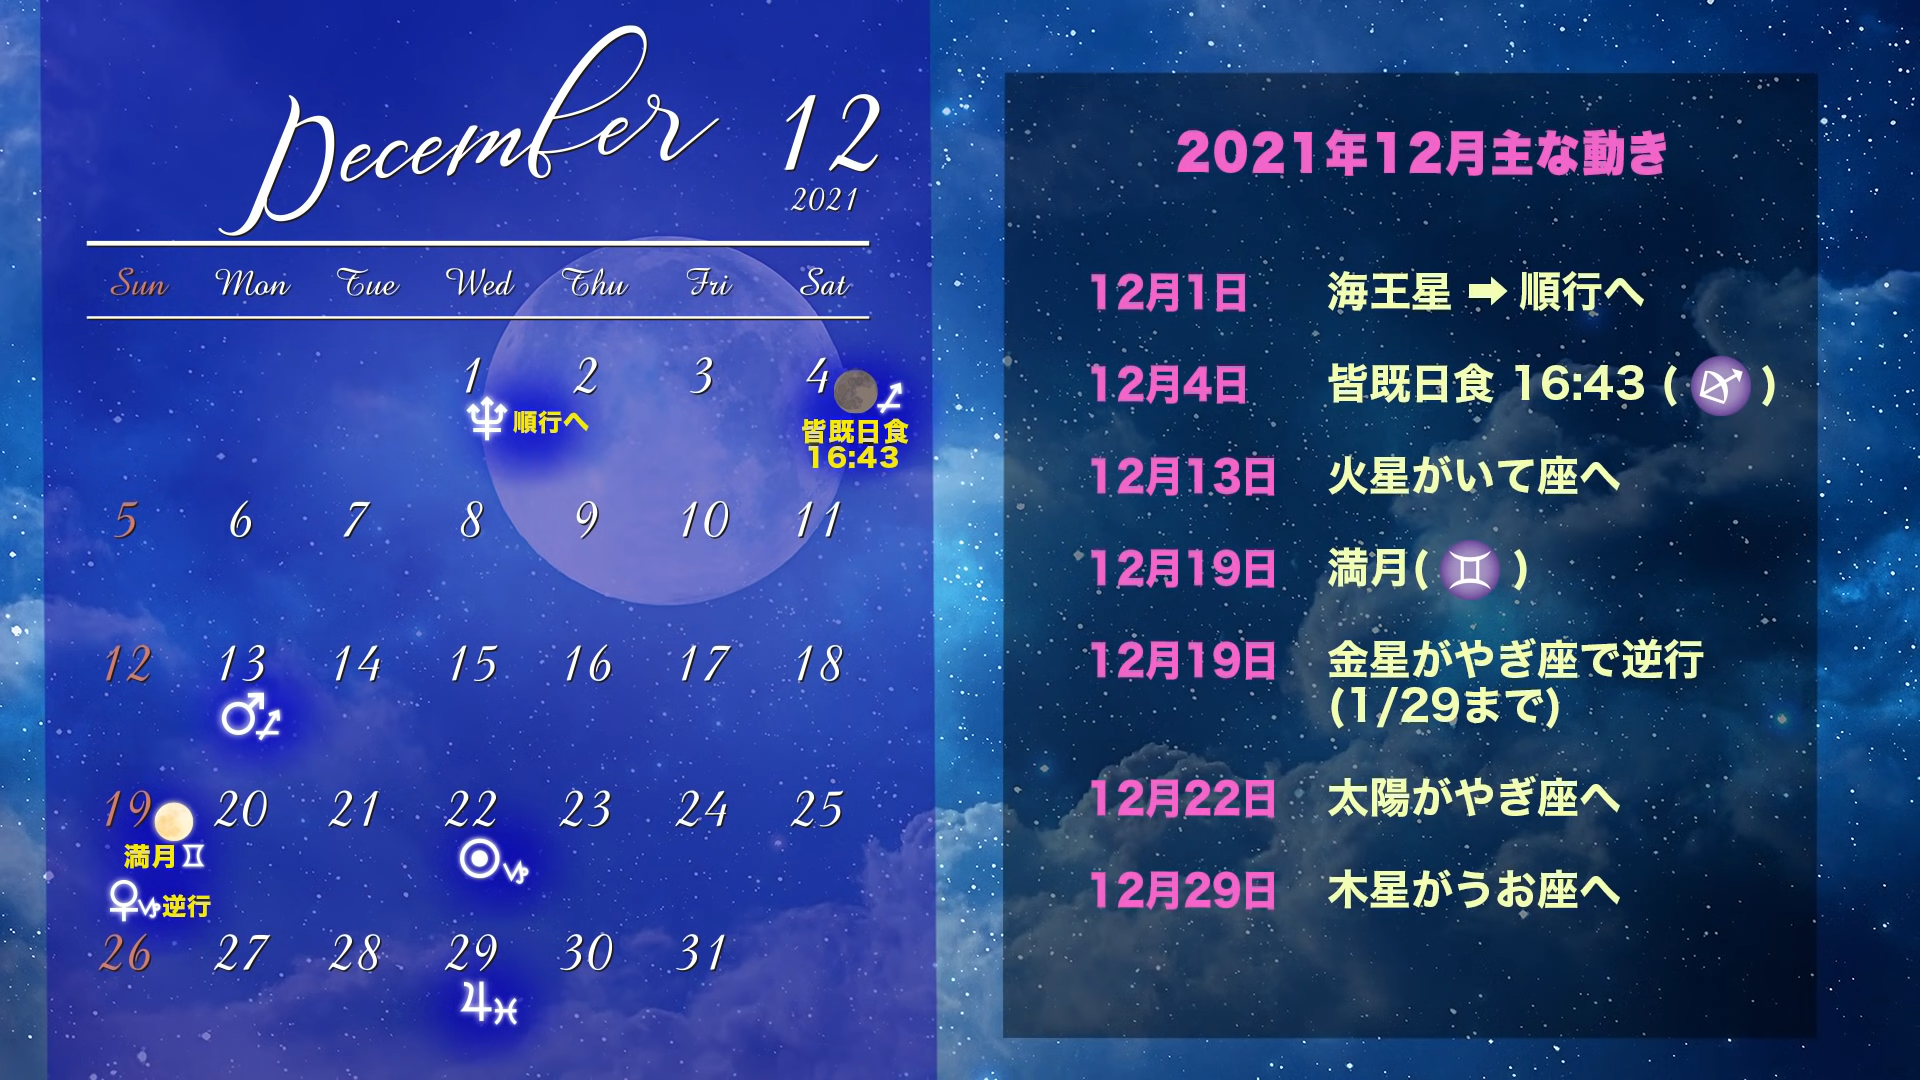 December 12
2021
Sun Mon Tue Wed Thu Fri Sat
1 2 3 4
♆順行へ
♐
皆既日食
16:43
5 6 7 8 9 10 11
12 13 14 15 16 17 18
♂♐
19 20 21 22 23 24 25
満月♊
☉♑
♀♑逆行
26 27 28 29 30 31
♃♓
2021年12月主な動き
12月1日 海王星➡順行へ
12月4日 皆既日食 16:43 ( ♐ )
12月13日 火星がいて座へ
12月19日 満月( ♊ )
12月19日 金星がやぎ座で逆行
(1/29まで)
12月22日 太陽がやぎ座へ
12月29日 木星がうお座へ